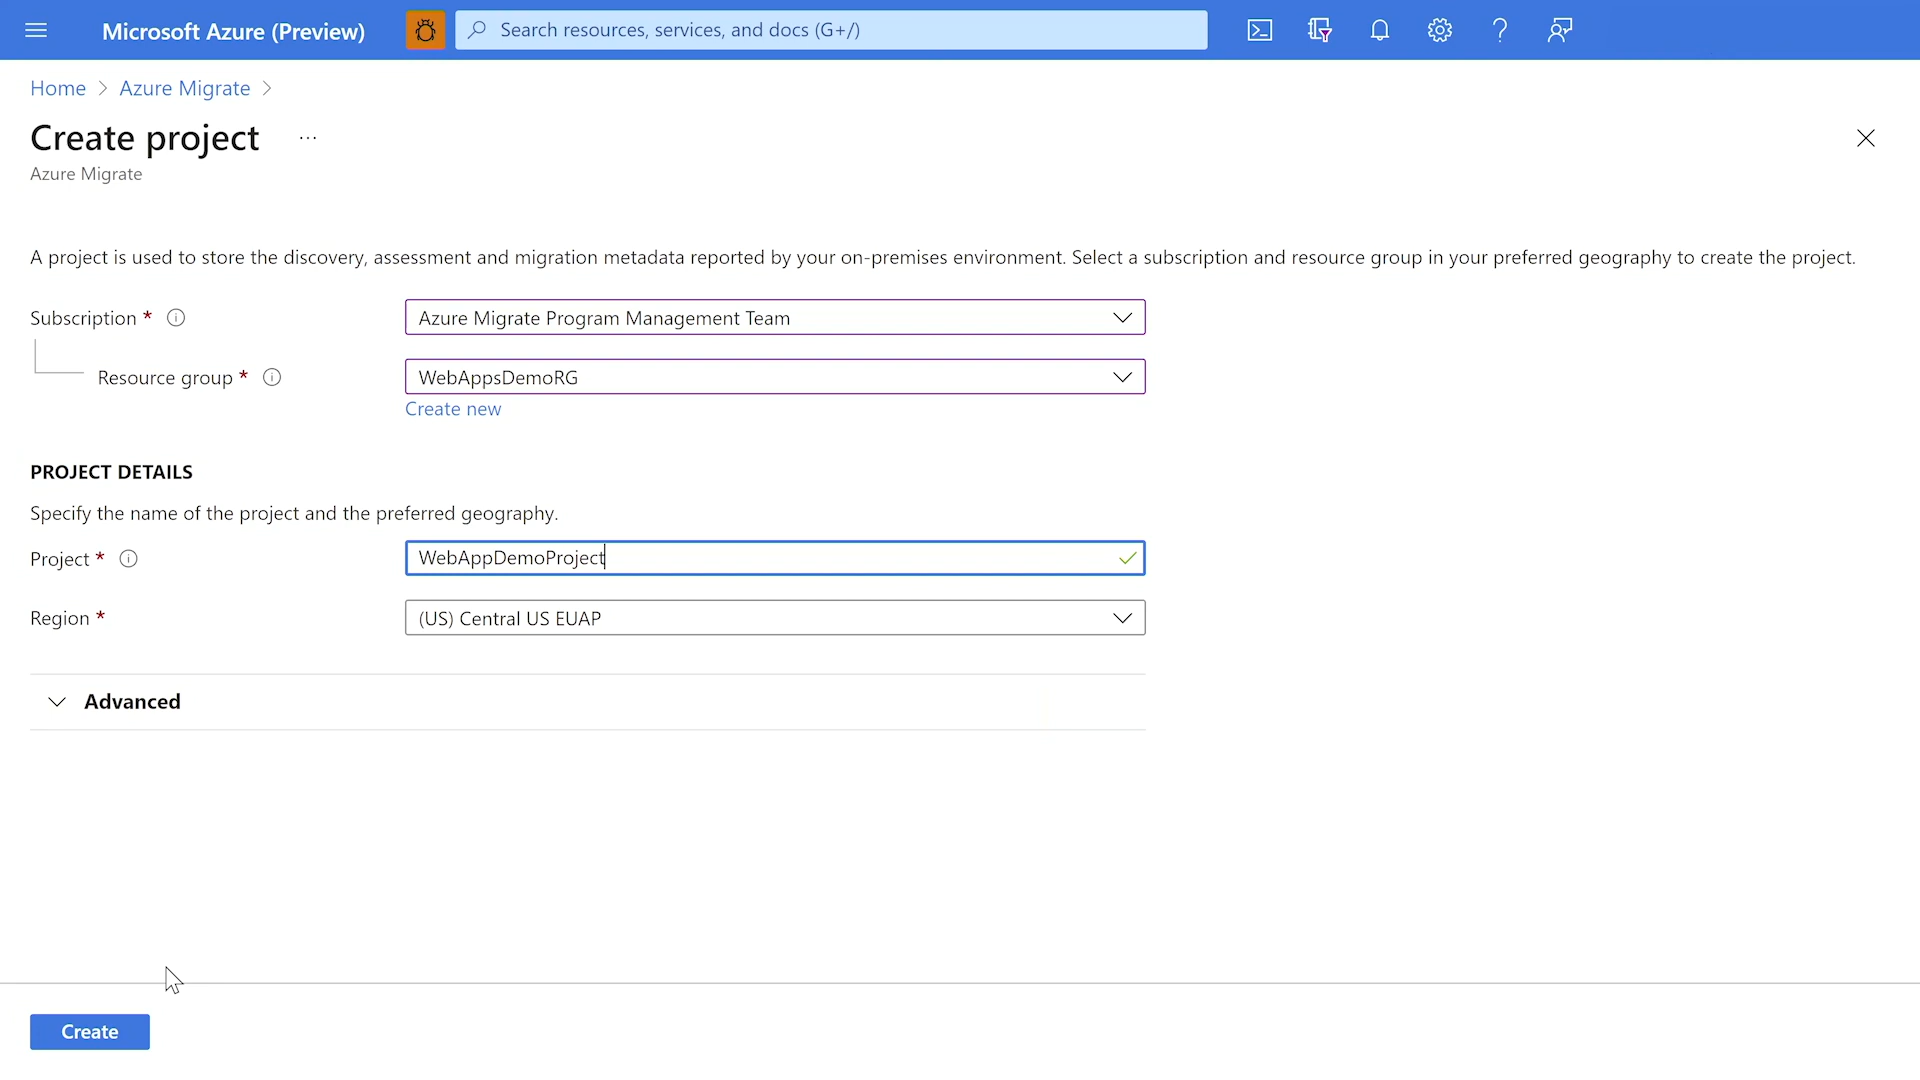 Microsoft Azure (Preview)
Search resources, services, and docs (G+/)
Home > Azure Migrate >
Create project ...
Azure Migrate
A project is used to store the discovery, assessment and migration metadata reported by your on-premises environment. Select a subscription and resource group in your preferred geography to create the project.
Subscription * Azure Migrate Program Management Team
Resource group * WebAppsDemoRG
Create new
PROJECT DETAILS
Specify the name of the project and the preferred geography.
Project * WebAppDemoProject
Region * (US) Central US EUAP
Advanced
Create